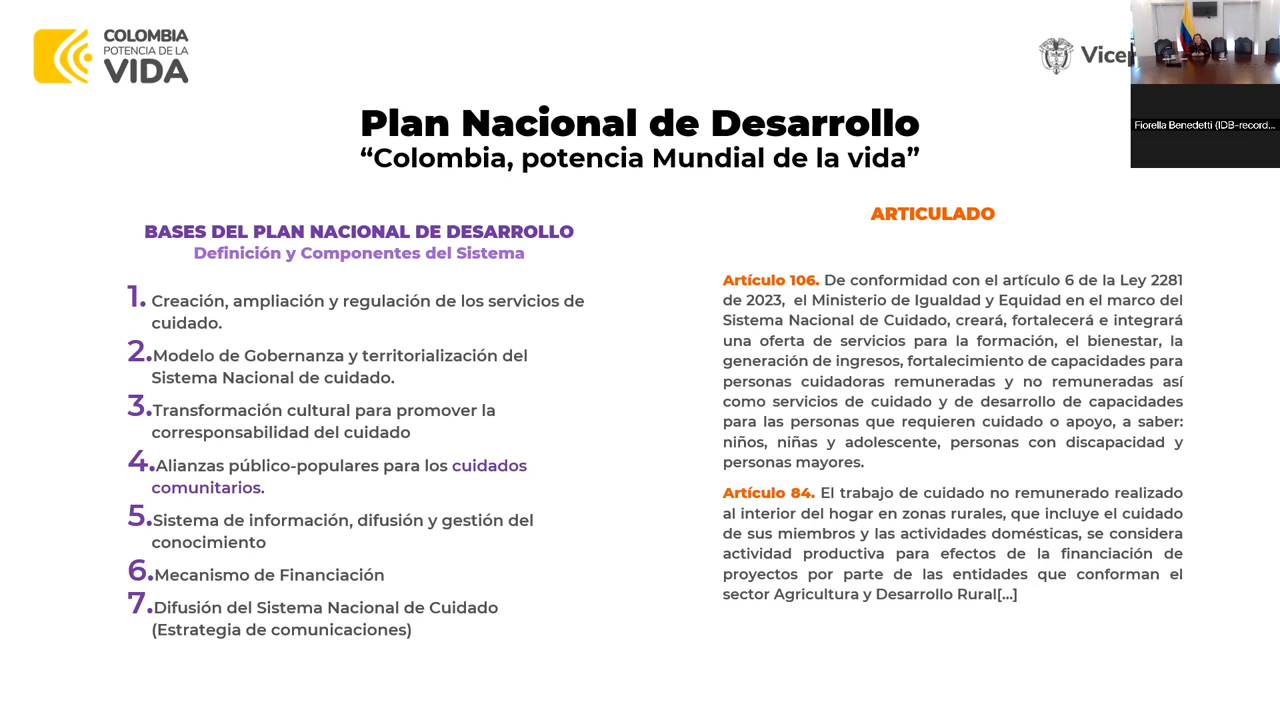 COLOMBIA
POTENCIA DE LA
VIDA
Fiorella Benedetti (IDB-record...
Plan Nacional de Desarrollo
“Colombia, potencia Mundial de la vida”
BASES DEL PLAN NACIONAL DE DESARROLLO
Definición y Componentes del Sistema
1. Creación, ampliación y regulación de los servicios de
cuidado.
2.Modelo de Gobernanza y territorialización del
Sistema Nacional de cuidado.
3.Transformación cultural para promover la
corresponsabilidad del cuidado
4.Alianzas público-populares para los cuidados
comunitarios.
5.Sistema de información, difusión y gestión del
conocimiento
6.Mecanismo de Financiación
7.Difusión del Sistema Nacional de Cuidado
(Estrategia de comunicaciones)
ARTICULADO
Artículo 106. De conformidad con el artículo 6 de la Ley 2281
de 2023, el Ministerio de Igualdad y Equidad en el marco del
Sistema Nacional de Cuidado, creará, fortalecerá e integrará
una oferta de servicios para la formación, el bienestar, la
generación de ingresos, fortalecimiento de capacidades para
personas cuidadoras remuneradas y no remuneradas así
como servicios de cuidado y de desarrollo de capacidades
para las personas que requieren cuidado o apoyo, a saber:
niños, niñas y adolescente, personas con discapacidad y
personas mayores.
Artículo 84. El trabajo de cuidado no remunerado realizado
al interior del hogar en zonas rurales, que incluye el cuidado
de sus miembros y las actividades domésticas, se considera
actividad productiva para efectos de la financiación de
proyectos por parte de las entidades que conforman el
sector Agricultura y Desarrollo Rural[...]